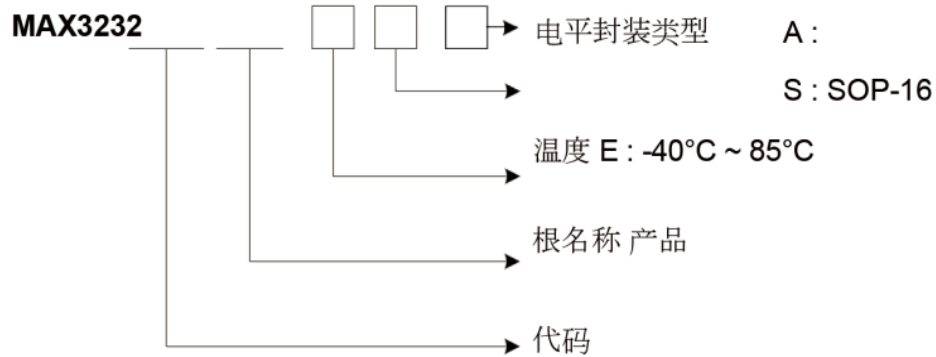 MAX3232
电平封装类型 A :
S : SOP-16
温度 E : -40°C ~ 85°C
根名称 产品
代码